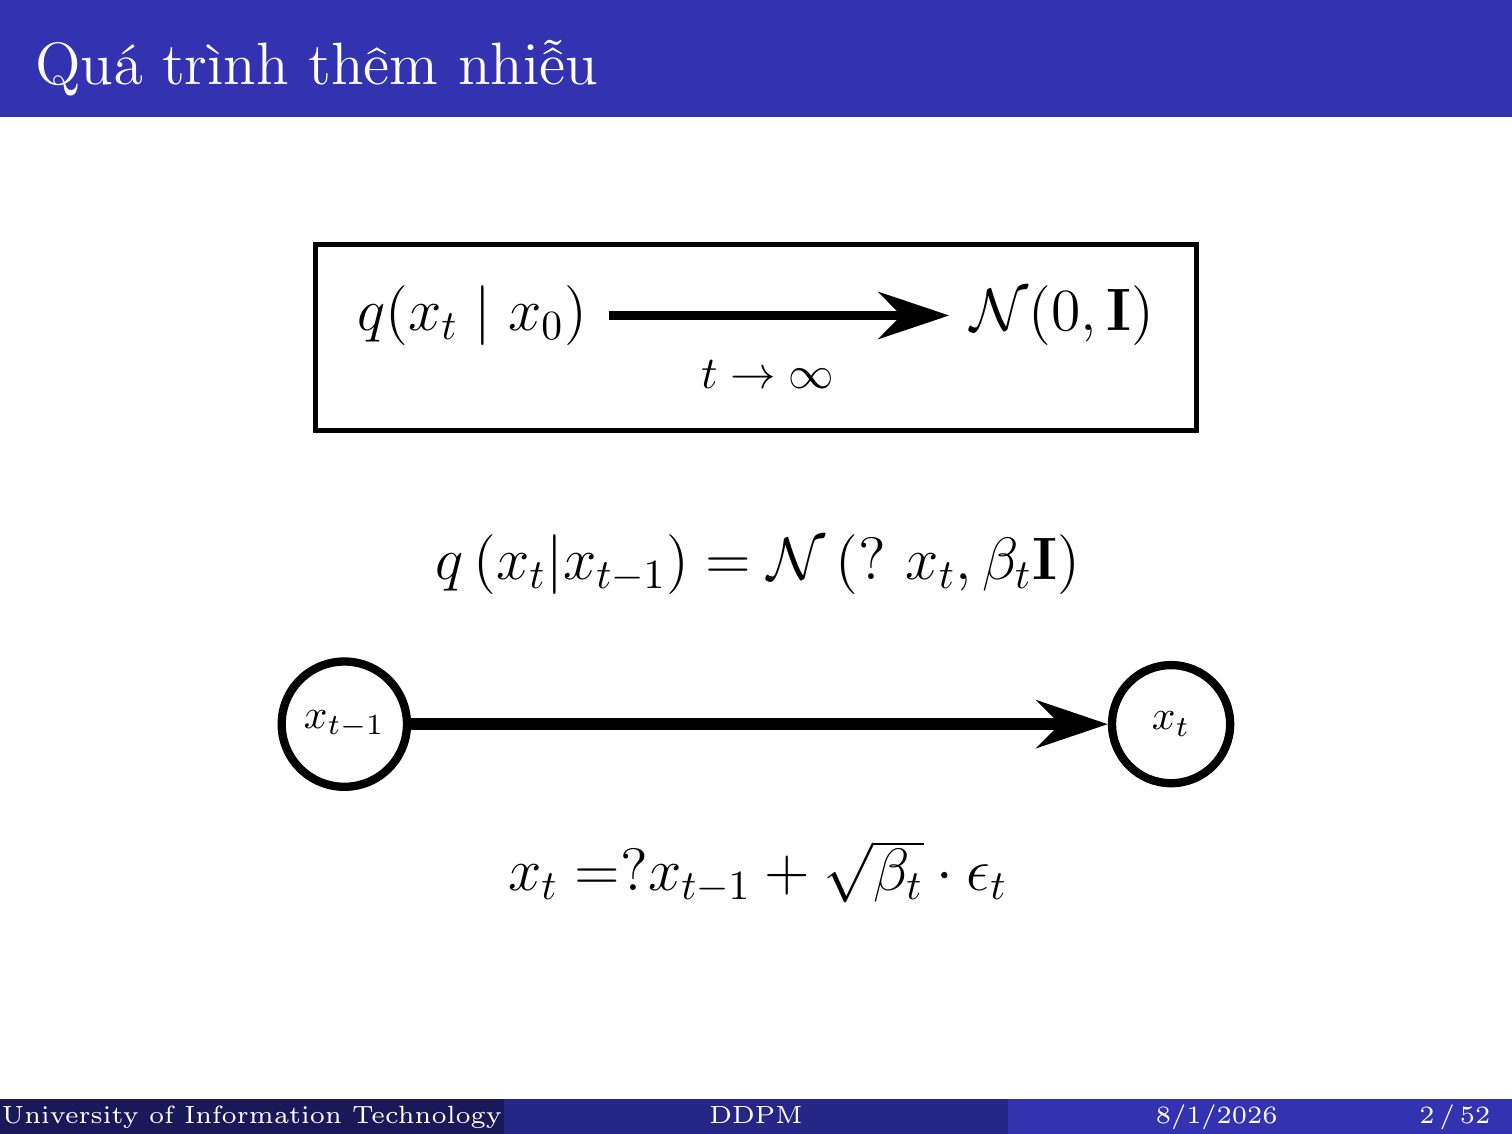 Quá trình thêm nhiễu
q(x_t | x_0) ⟶ 𝒩(0, 𝐈)
t → ∞
q (x_t|x_{t−1}) = 𝒩 (? x_t, β_t𝐈)
x_{t−1} x_t
x_t =?x_{t−1} + √β_t · ϵ_t
University of Information Technology DDPM 8/1/2026 2 / 52